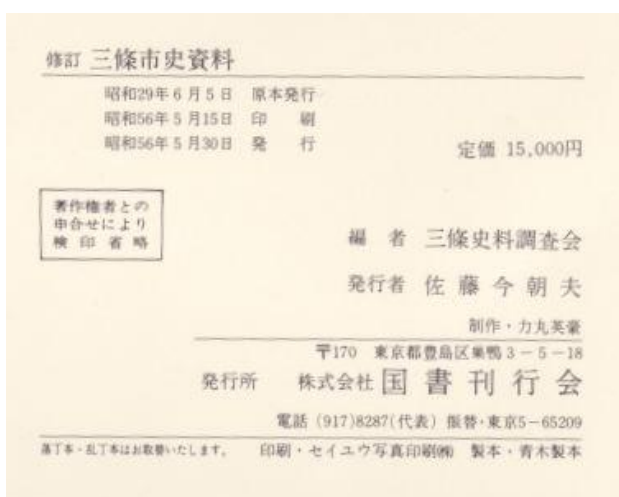 修訂 三條市史資料
昭和29年6月5日 原本発行
昭和56年5月15日 印 刷
昭和56年5月30日 発 行
定価 15,000円
著作権者との
申合せにより
検印省略
編 者 三條史料調査会
発行者 佐藤今朝夫
制作・力丸英豪
〒170 東京都豊島区巣鴨3-5-18
発行所 株式会社 国書刊行会
電話 (917)8287(代表) 振替・東京5-65209
落丁本・乱丁本はお取替いたします。 印刷・セイユウ写真印刷㈱ 製本・青木製本